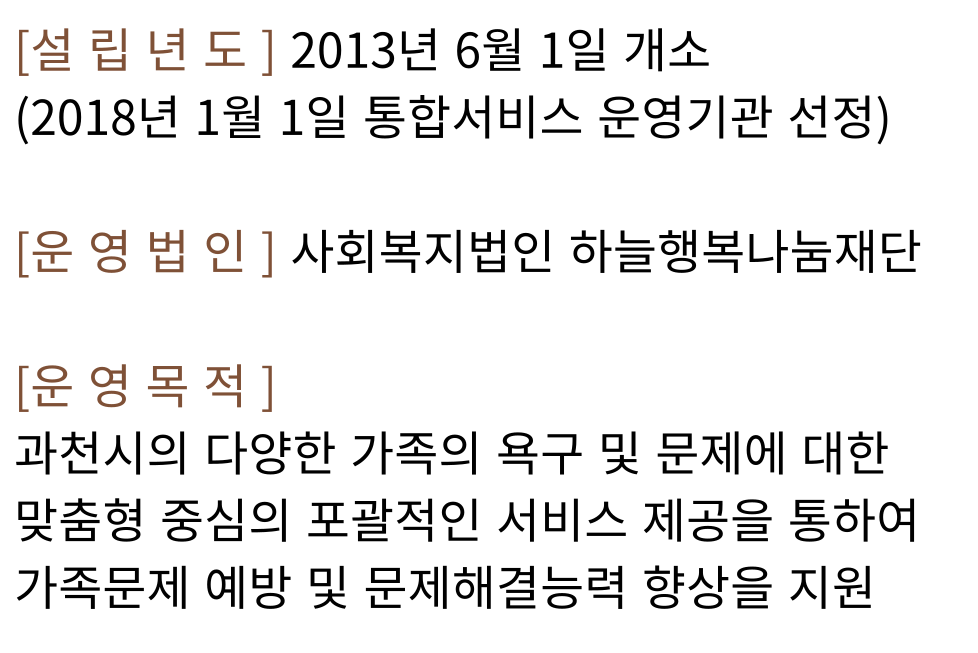 [설 립 년 도 ] 2013년 6월 1일 개소
(2018년 1월 1일 통합서비스 운영기관 선정)
[운 영 법 인 ] 사회복지법인 하늘행복나눔재단
[운 영 목 적 ]
과천시의 다양한 가족의 욕구 및 문제에 대한
맞춤형 중심의 포괄적인 서비스 제공을 통하여
가족문제 예방 및 문제해결능력 향상을 지원